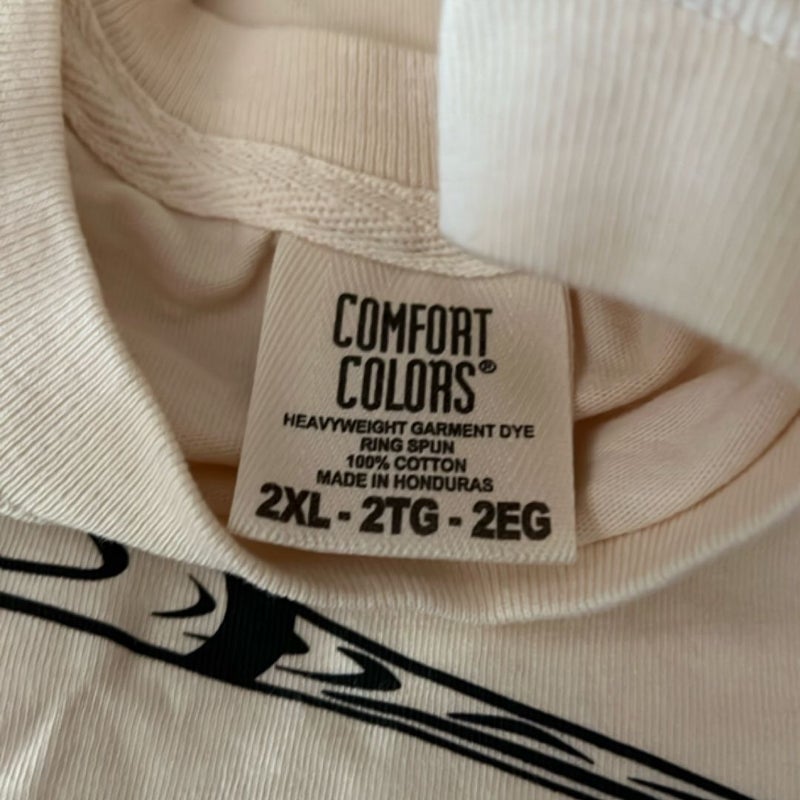 COMFORT
COLORS®
HEAVYWEIGHT GARMENT DYE
RING SPUN
100% COTTON
MADE IN HONDURAS
2XL - 2TG - 2EG